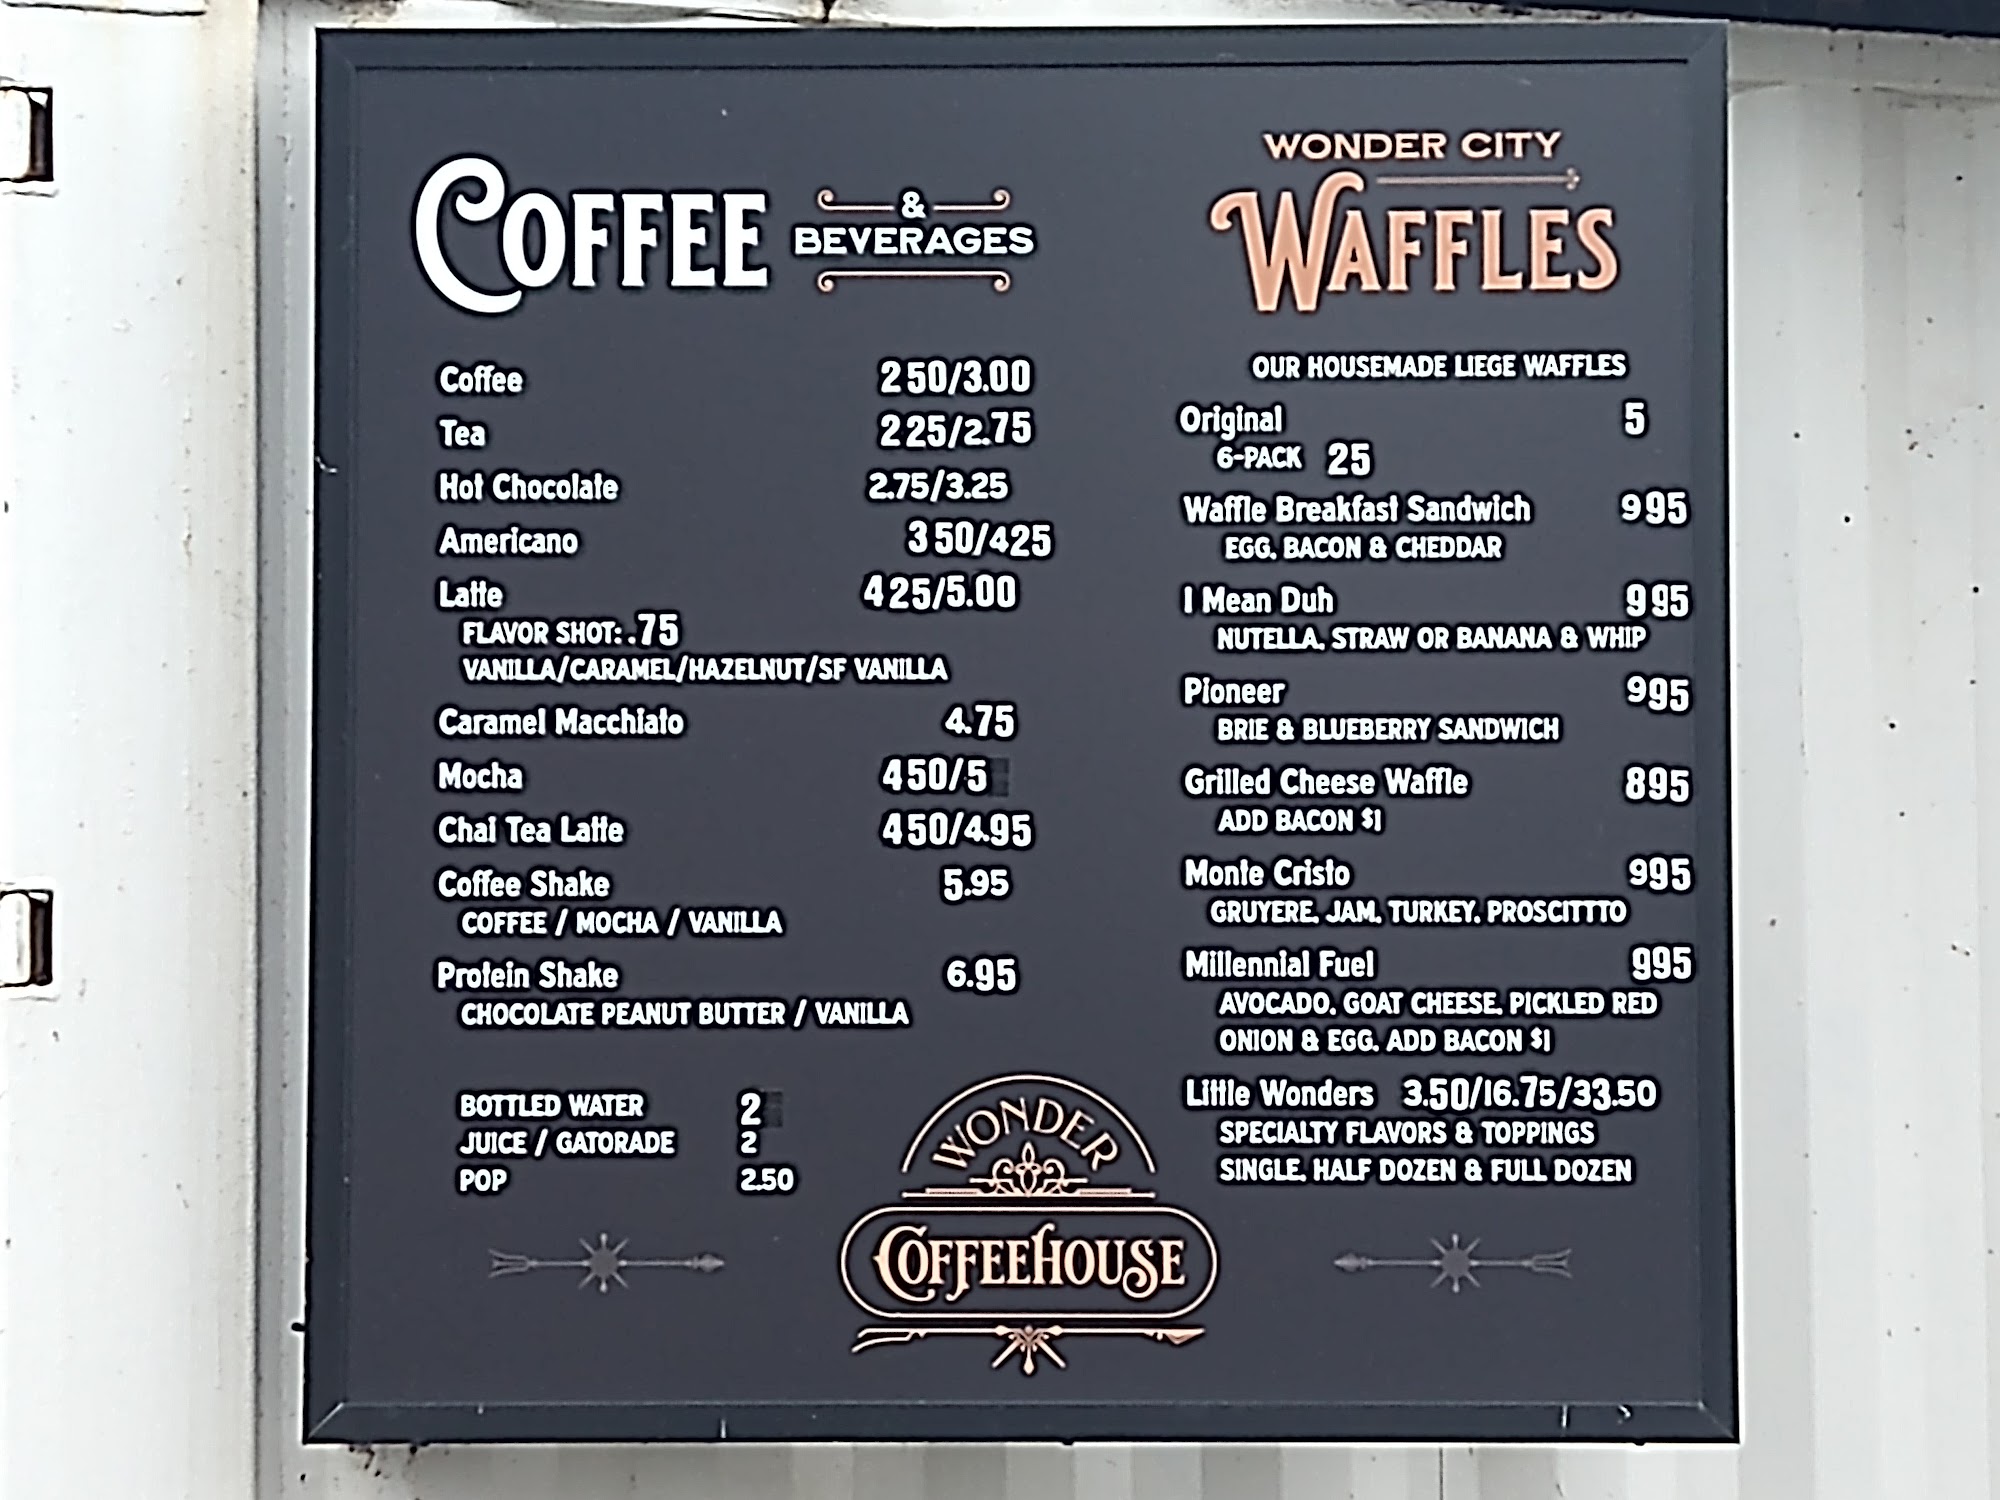 COFFEE & BEVERAGES
Coffee 250/3.00
Tea 225/2.75
Hot Chocolate 2.75/3.25
Americano 350/425
Latte 425/5.00
FLAVOR SHOT: .75
VANILLA/CARAMEL/HAZELNUT/SF VANILLA
Caramel Macchiato 4.75
Mocha 450/5
Chai Tea Latte 450/4.95
Coffee Shake 5.95
COFFEE / MOCHA / VANILLA
Protein Shake 6.95
CHOCOLATE PEANUT BUTTER / VANILLA
BOTTLED WATER 2
JUICE / GATORADE 2
POP 2.50
WONDER CITY
WAFFLES
OUR HOUSEMADE LIEGE WAFFLES
Original 5
6-PACK 25
Waffle Breakfast Sandwich 995
EGG, BACON & CHEDDAR
I Mean Duh 995
NUTELLA, STRAW OR BANANA & WHIP
Pioneer 995
BRIE & BLUEBERRY SANDWICH
Grilled Cheese Waffle 895
ADD BACON $1
Monte Cristo 995
GRUYERE, JAM, TURKEY, PROSCITTTO
Millennial Fuel 995
AVOCADO, GOAT CHEESE, PICKLED RED
ONION & EGG, ADD BACON $1
Little Wonders 3.50/16.75/33.50
SPECIALTY FLAVORS & TOPPINGS
SINGLE, HALF DOZEN & FULL DOZEN
WONDER
COFFEEHOUSE